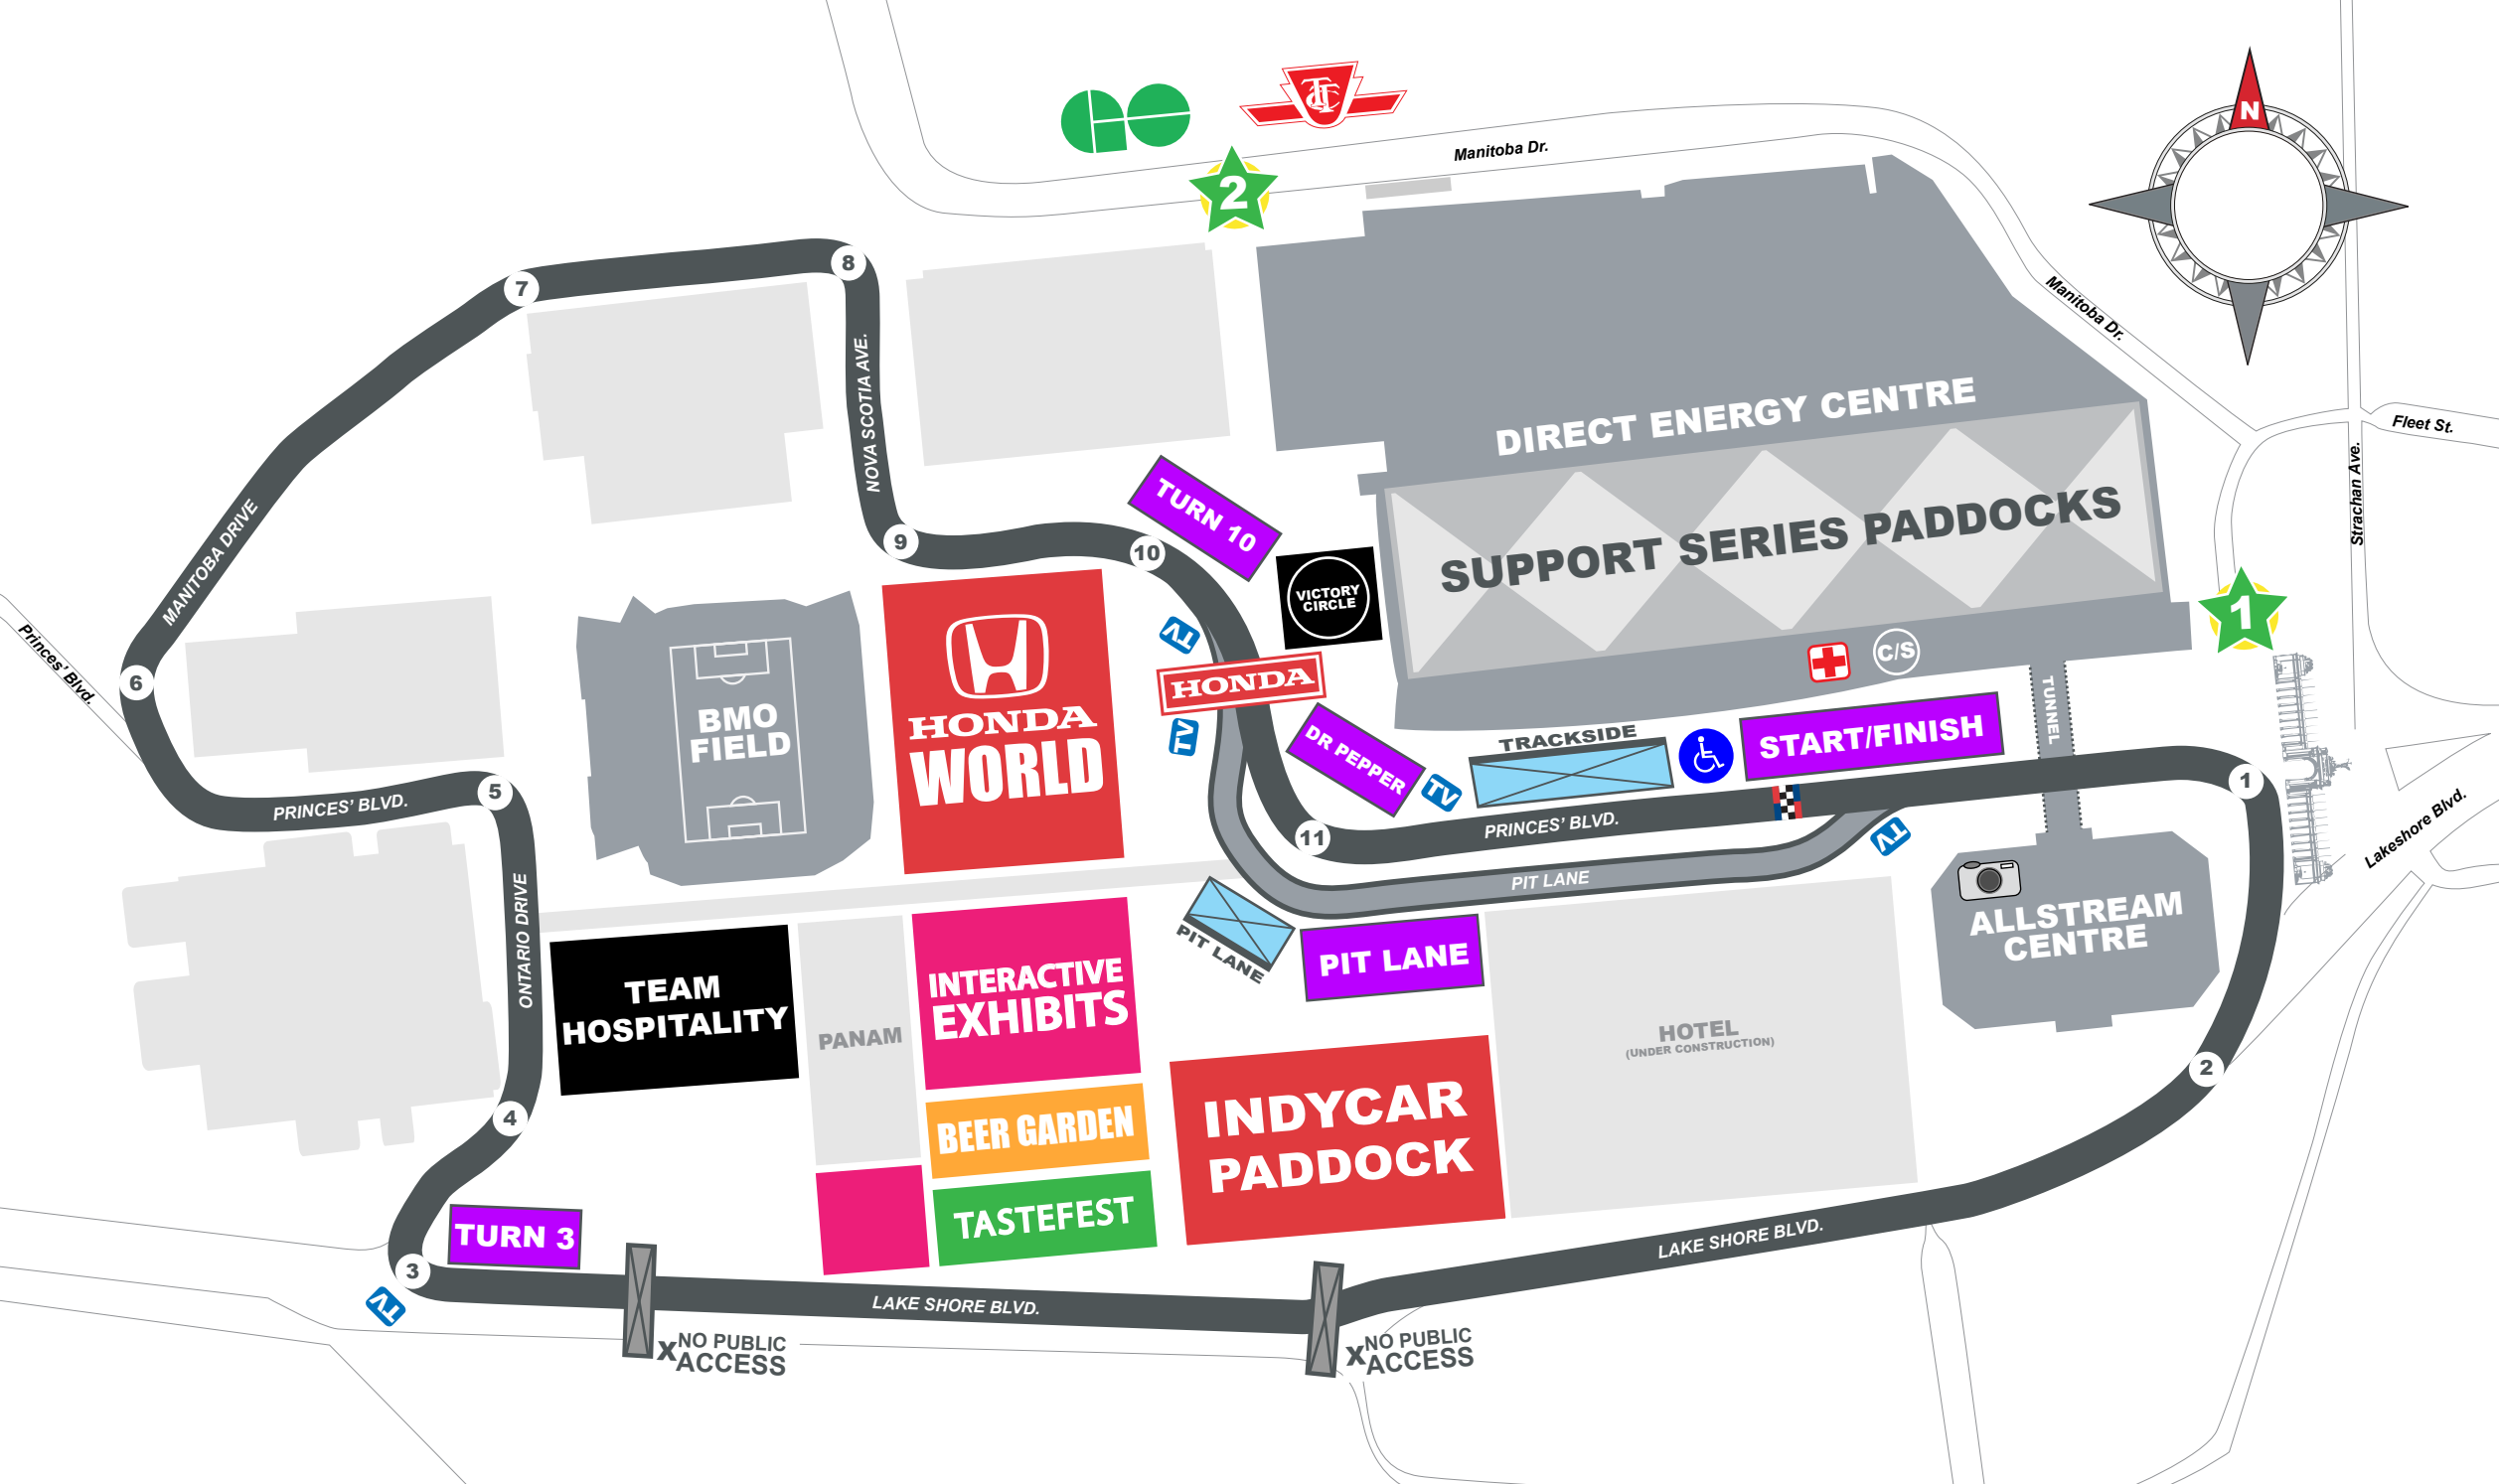 TTC
2
Manitoba Dr.
N
8
7
Manitoba Dr.
NOVA SCOTIA AVE.
DIRECT ENERGY CENTRE
Fleet St.
Strachan Ave.
TURN 10
SUPPORT SERIES PADDOCKS
MANITOBA DRIVE
9
10
VICTORY
CIRCLE
1
TV
Princes' Blvd.
6
HONDA
C/S
TUNNEL
BMO
FIELD
HONDA
WORLD
TV
DR PEPPER
TV
TRACKSIDE
START/FINISH
1
5
PRINCES' BLVD.
11
PRINCES' BLVD.
TV
Lakeshore Blvd.
PIT LANE
ONTARIO DRIVE
PIT LANE
PIT LANE
ALLSTREAM
CENTRE
TEAM
HOSPITALITY
PANAM
INTERACTIVE
EXHIBITS
HOTEL
(UNDER CONSTRUCTION)
2
4
BEER GARDEN
INDYCAR
PADDOCK
TASTEFEST
TURN 3
3
TV
LAKE SHORE BLVD.
LAKE SHORE BLVD.
X NO PUBLIC
ACCESS
X NO PUBLIC
ACCESS